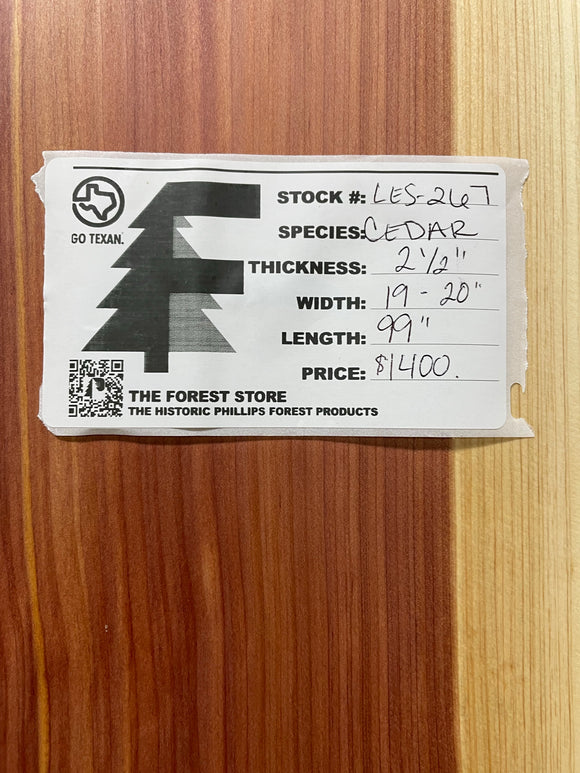 STOCK #: LES-267
GO TEXAN.
SPECIES: CEDAR
THICKNESS: 2 1/2"
WIDTH: 19 - 20"
LENGTH: 99"
PRICE: $1400.
THE FOREST STORE
THE HISTORIC PHILLIPS FOREST PRODUCTS